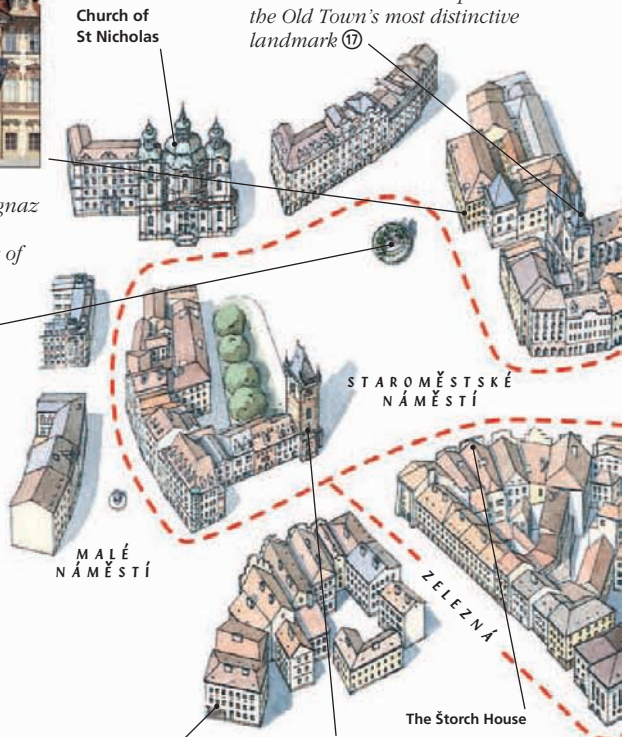 Church of
St Nicholas
the Old Town's most distinctive
landmark 17
gnaz
of
STAROMĚSTSKÉ
NÁMĚSTÍ
MALÉ
NÁMĚSTÍ
ŽELEZNÁ
The Štorch House